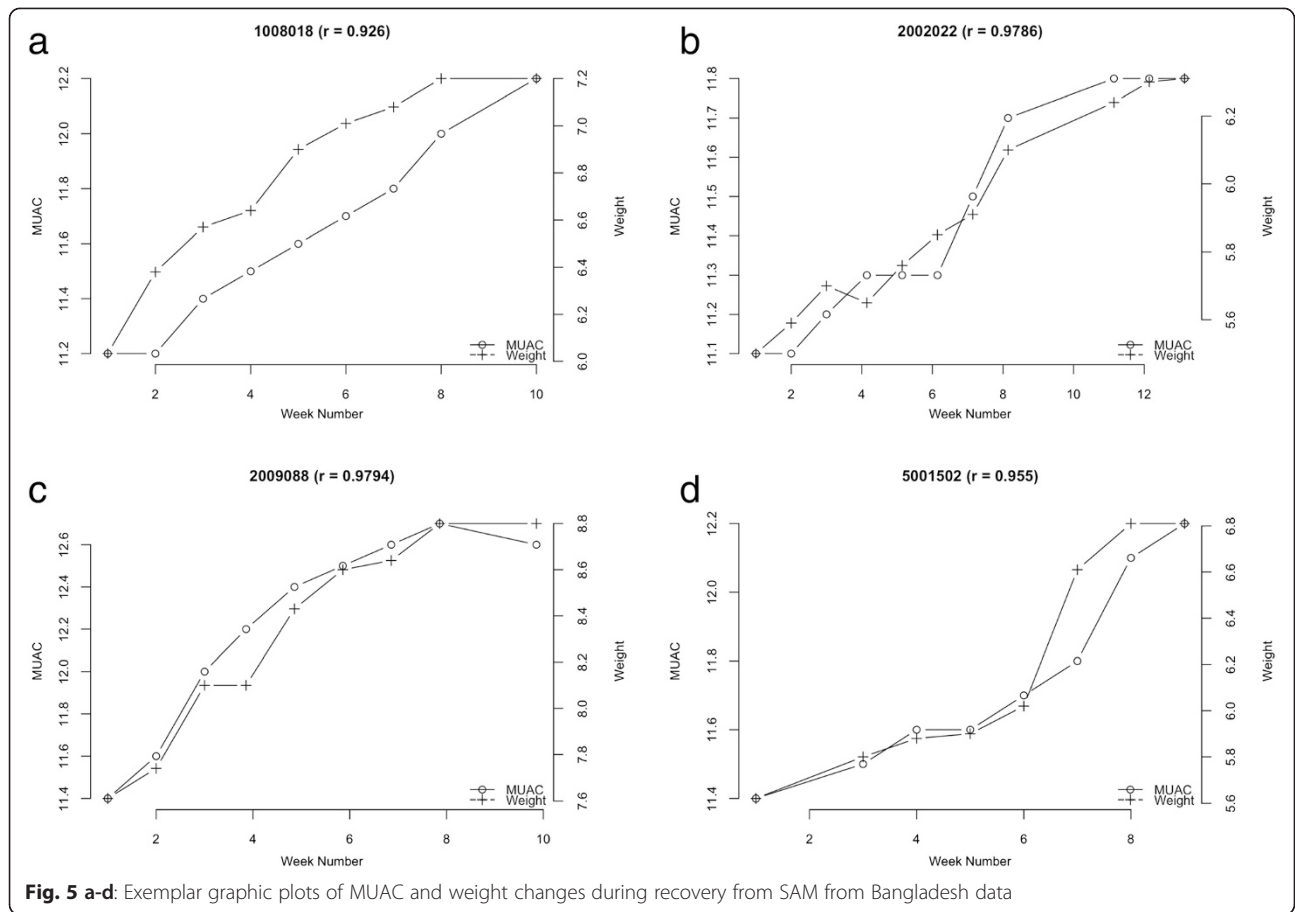 a
1008018 (r = 0.926)
MUAC
11.2 11.4 11.6 11.8 12.0 12.2
Weight
6.0 6.2 6.4 6.6 6.8 7.0 7.2
MUAC
Weight
2 4 6 8 10
Week Number
b
2002022 (r = 0.9786)
MUAC
11.1 11.2 11.3 11.4 11.5 11.6 11.7 11.8
Weight
5.6 5.8 6.0 6.2
MUAC
Weight
2 4 6 8 10 12
Week Number
c
2009088 (r = 0.9794)
MUAC
11.4 11.6 11.8 12.0 12.2 12.4 12.6
Weight
7.6 7.8 8.0 8.2 8.4 8.6 8.8
MUAC
Weight
2 4 6 8 10
Week Number
d
5001502 (r = 0.955)
MUAC
11.4 11.6 11.8 12.0 12.2
Weight
5.6 5.8 6.0 6.2 6.4 6.6 6.8
MUAC
Weight
2 4 6 8
Week Number
Fig. 5 a-d: Exemplar graphic plots of MUAC and weight changes during recovery from SAM from Bangladesh data